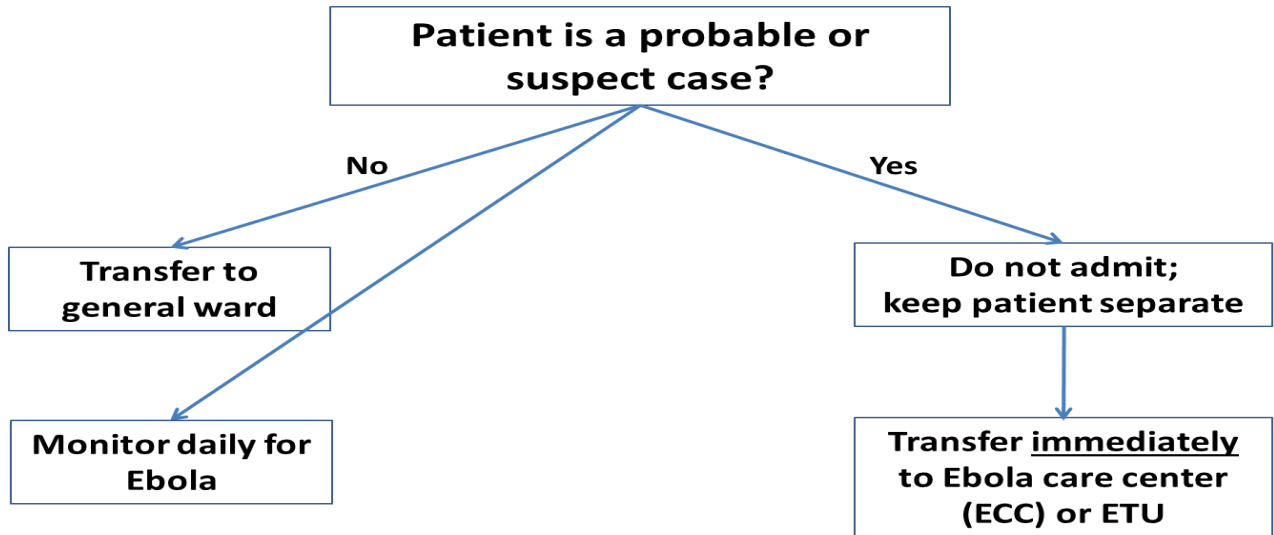 Patient is a probable or
suspect case?
No
Yes
Transfer to
general ward
Do not admit;
keep patient separate
Monitor daily for
Ebola
Transfer immediately
to Ebola care center
(ECC) or ETU